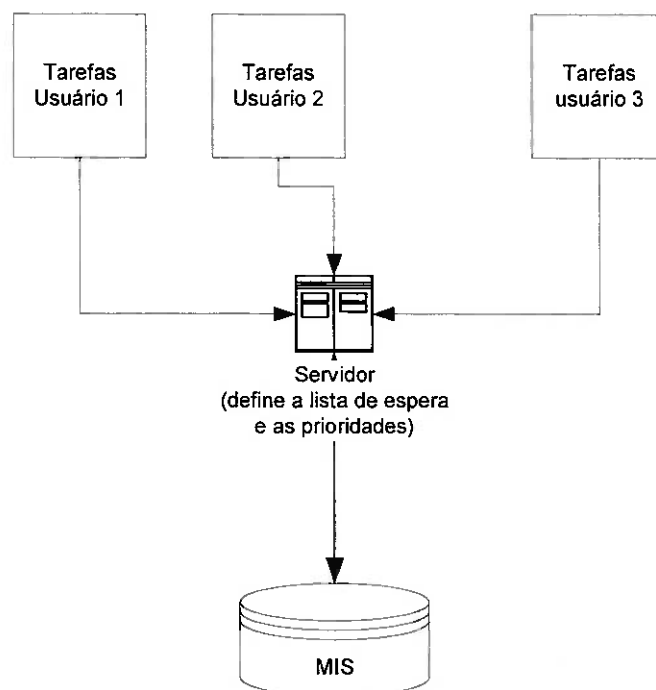 Tarefas
Usuário 1
Tarefas
Usuário 2
Tarefas
usuário 3
Servidor
(define a lista de espera
e as prioridades)
MIS